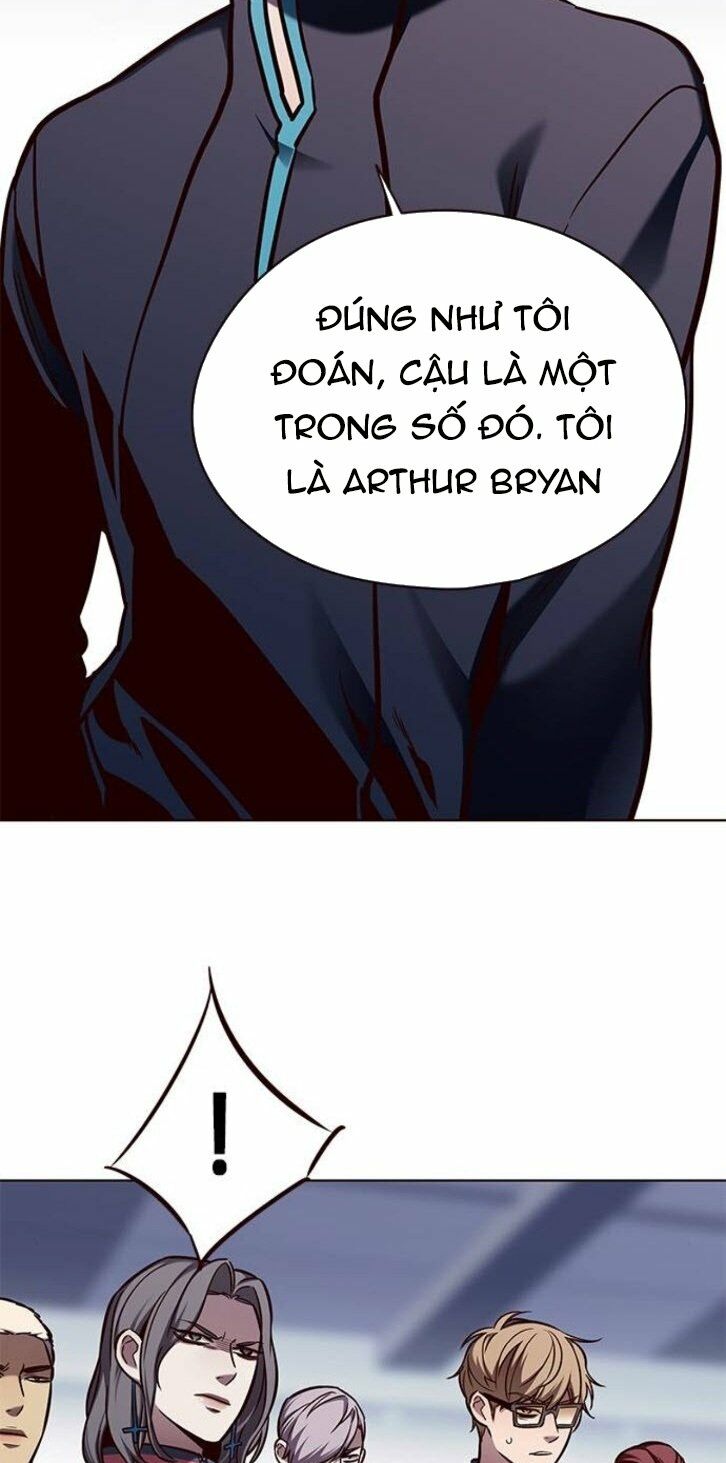 ĐÚNG NHƯ TÔI
ĐOÁN, CẬU LÀ MỘT
TRONG SỐ ĐÓ. TÔI
LÀ ARTHUR BRYAN
!